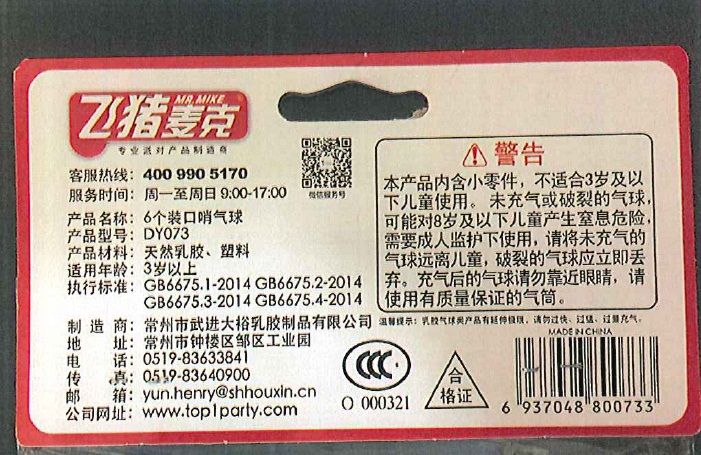 飞猪麦克
MR.MIKE
专业派对产品制造商
客服热线：400 990 5170
服务时间：周一至周日9:00-17:00
微信服务号
产品名称：6个装口哨气球
产品型号：DY073
产品材料：天然乳胶、塑料
适用年龄：3岁以上
执行标准：GB6675.1-2014 GB6675.2-2014
GB6675.3-2014 GB6675.4-2014
警告
本产品内含小零件，不适合3岁及以
下儿童使用。未充气或破裂的气球，
可能对8岁及以下儿童产生窒息危险，
需要成人监护下使用，请将未充气的
气球远离儿童，破裂的气球应立即丢
弃。充气后的气球请勿靠近眼睛，请
使用有质量保证的气筒。
制造商：常州市武进大裕乳胶制品有限公司
地址：常州市钟楼区邹区工业园
电话：0519-83633841
传真：0519-83640900
邮箱：yun.henry@shhouxin.cn
公司网址：www.top1party.com
温馨提示：乳胶气球类产品有延伸极限，请勿过快、过猛、过量充气。
MADE IN CHINA
CCC
O 000321
合
格证
6 937048 800733